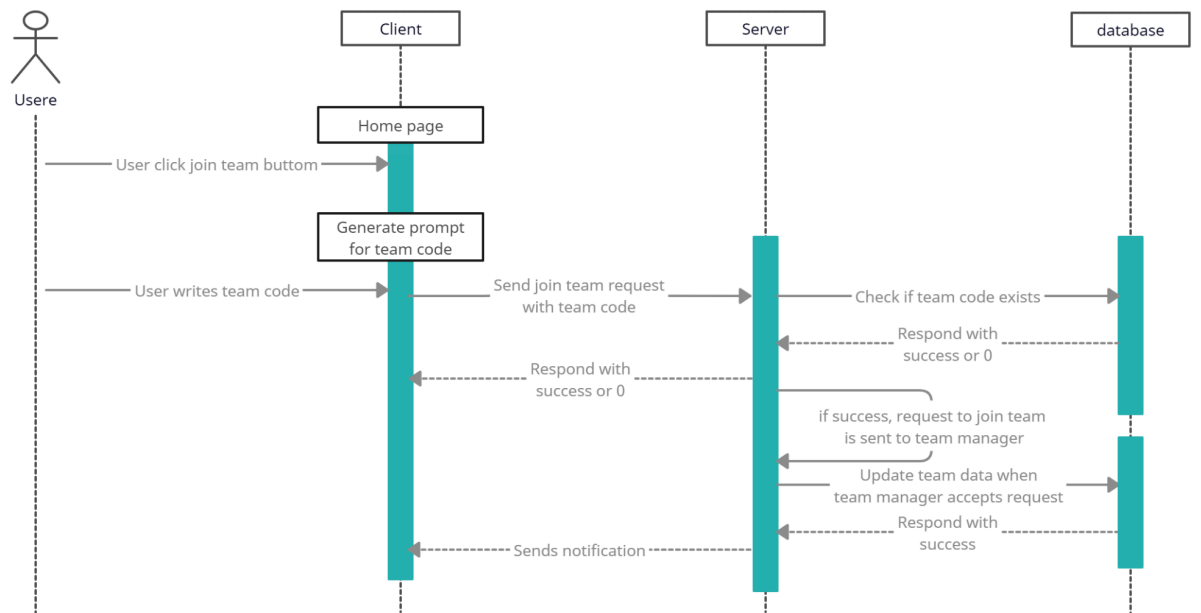 Client
Server
database
Usere
Home page
User click join team buttom
Generate prompt
for team code
User writes team code
Send join team request
with team code
Check if team code exists
Respond with
success or 0
Respond with
success or 0
if success, request to join team
is sent to team manager
Update team data when
team manager accepts request
Respond with
success
Sends notification